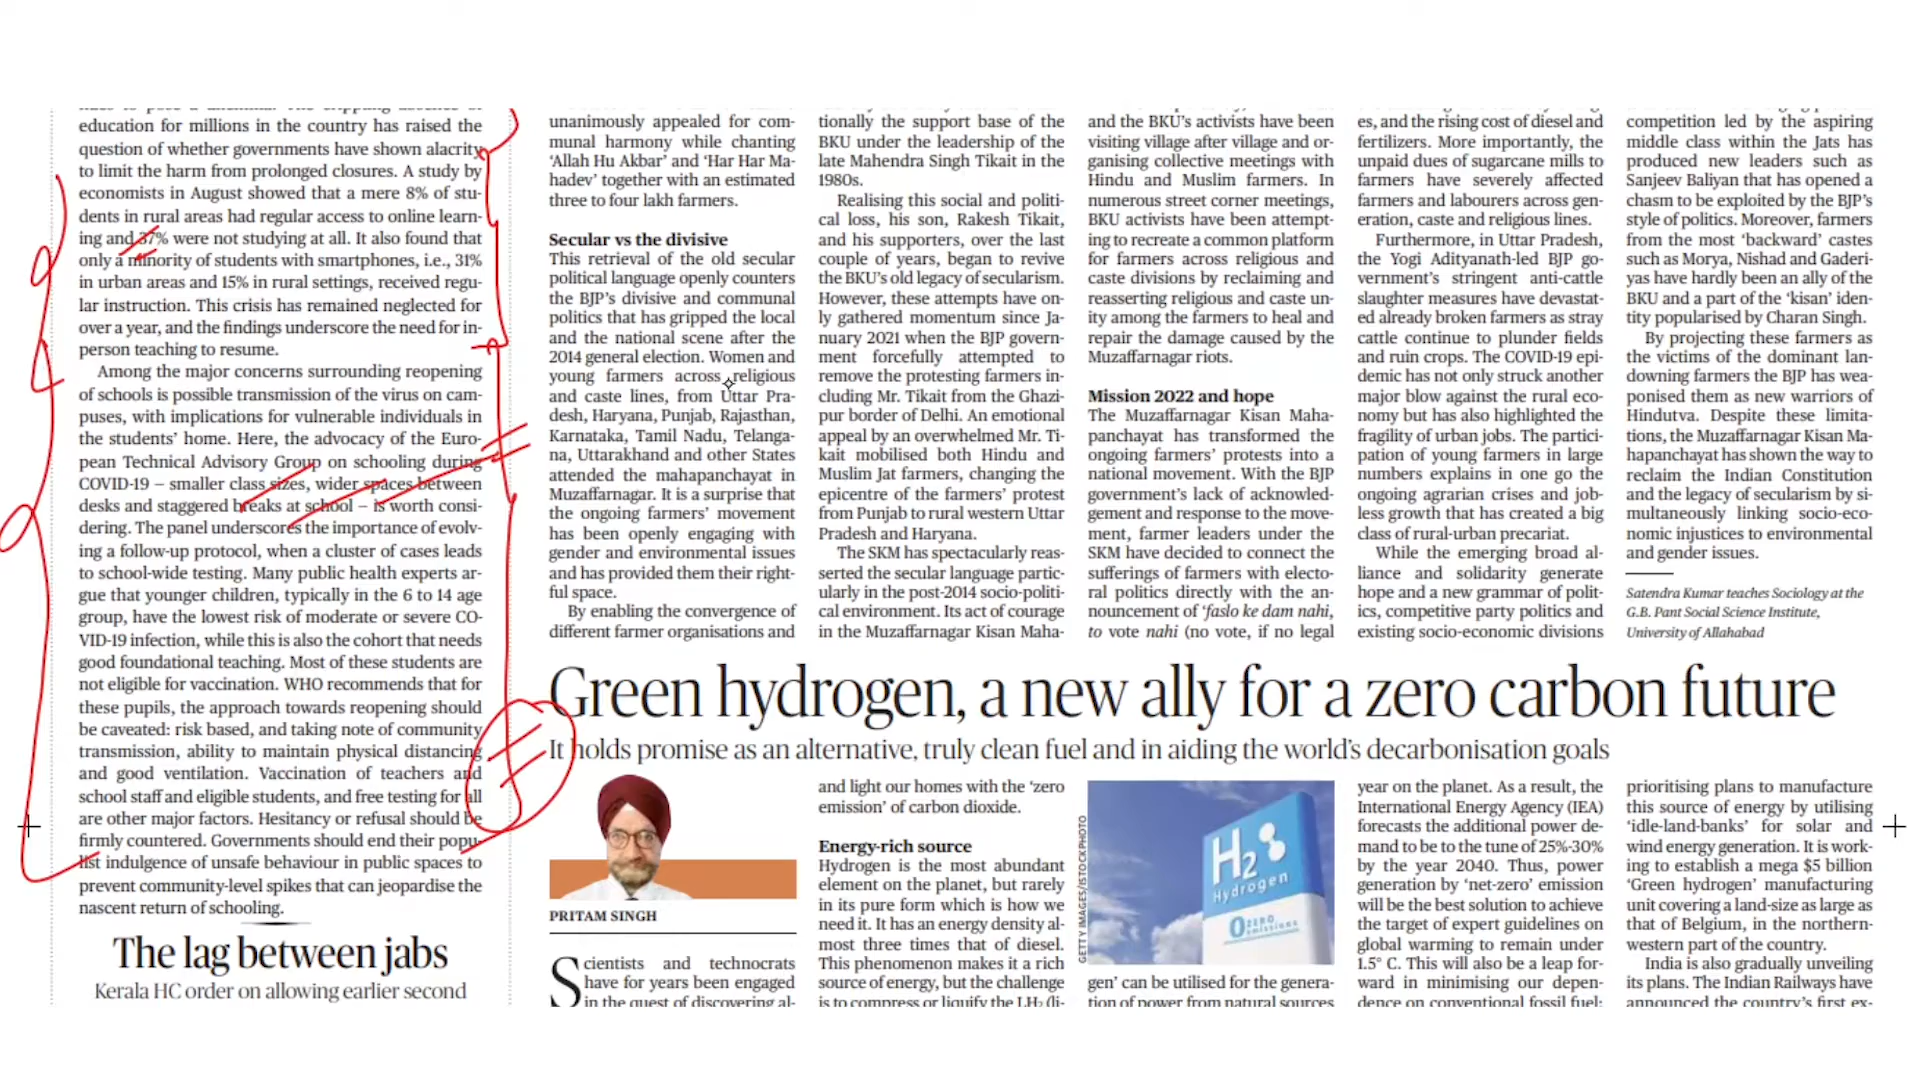 education for millions in the country has raised the
question of whether governments have shown alacrity
to limit the harm from prolonged closures. A study by
economists in August showed that a mere 8% of stu-
dents in rural areas had regular access to online learn-
ing and 37% were not studying at all. It also found that
only a minority of students with smartphones, i.e., 31%
in urban areas and 15% in rural settings, received regu-
lar instruction. This crisis has remained neglected for
over a year, and the findings underscore the need for in-
person teaching to resume.
Among the major concerns surrounding reopening
of schools is possible transmission of the virus on cam-
puses, with implications for vulnerable individuals in
the students' home. Here, the advocacy of the Euro-
pean Technical Advisory Group on schooling during
COVID-19 – smaller class sizes, wider spaces between
desks and staggered breaks at school – is worth consi-
dering. The panel underscores the importance of evolv-
ing a follow-up protocol, when a cluster of cases leads
to school-wide testing. Many public health experts ar-
gue that younger children, typically in the 6 to 14 age
group, have the lowest risk of moderate or severe CO-
VID-19 infection, while this is also the cohort that needs
good foundational teaching. Most of these students are
not eligible for vaccination. WHO recommends that for
these pupils, the approach towards reopening should
be caveated: risk based, and taking note of community
transmission, ability to maintain physical distancing
and good ventilation. Vaccination of teachers and
school staff and eligible students, and free testing for all
are other major factors. Hesitancy or refusal should be
firmly countered. Governments should end their popu-
list indulgence of unsafe behaviour in public spaces to
prevent community-level spikes that can jeopardise the
nascent return of schooling.
The lag between jabs
Kerala HC order on allowing earlier second
unanimously appealed for com-
munal harmony while chanting
'Allah Hu Akbar' and 'Har Har Ma-
hadev' together with an estimated
three to four lakh farmers.
Secular vs the divisive
This retrieval of the old secular
political language openly counters
the BJP's divisive and communal
politics that has gripped the local
and the national scene after the
2014 general election. Women and
young farmers across religious
and caste lines, from Uttar Pra-
desh, Haryana, Punjab, Rajasthan,
Karnataka, Tamil Nadu, Telanga-
na, Uttarakhand and other States
attended the mahapanchayat in
Muzaffarnagar. It is a surprise that
the ongoing farmers' movement
has been openly engaging with
gender and environmental issues
and has provided them their right-
ful space.
By enabling the convergence of
different farmer organisations and
tionally the support base of the
BKU under the leadership of the
late Mahendra Singh Tikait in the
1980s.
Realising this social and politi-
cal loss, his son, Rakesh Tikait,
and his supporters, over the last
couple of years, began to revive
the BKU's old legacy of secularism.
However, these attempts have on-
ly gathered momentum since Ja-
nuary 2021 when the BJP govern-
ment forcefully attempted to
remove the protesting farmers in-
cluding Mr. Tikait from the Ghazi-
pur border of Delhi. An emotional
appeal by an overwhelmed Mr. Ti-
kait mobilised both Hindu and
Muslim Jat farmers, changing the
epicentre of the farmers' protest
from Punjab to rural western Uttar
Pradesh and Haryana.
The SKM has spectacularly reas-
serted the secular language partic-
ularly in the post-2014 socio-politi-
cal environment. Its act of courage
in the Muzaffarnagar Kisan Maha-
and the BKU's activists have been
visiting village after village and or-
ganising collective meetings with
Hindu and Muslim farmers. In
numerous street corner meetings,
BKU activists have been attempt-
ing to recreate a common platform
for farmers across religious and
caste divisions by reclaiming and
reasserting religious and caste un-
ity among the farmers to heal and
repair the damage caused by the
Muzaffarnagar riots.
Mission 2022 and hope
The Muzaffarnagar Kisan Maha-
panchayat has transformed the
ongoing farmers' protests into a
national movement. With the BJP
government's lack of acknowled-
gement and response to the move-
ment, farmer leaders under the
SKM have decided to connect the
sufferings of farmers with electo-
ral politics directly with the an-
nouncement of 'faslo ke dam nahi,
to vote nahi (no vote, if no legal
es, and the rising cost of diesel and
fertilizers. More importantly, the
unpaid dues of sugarcane mills to
farmers have severely affected
farmers and labourers across gen-
eration, caste and religious lines.
Furthermore, in Uttar Pradesh,
the Yogi Adityanath-led BJP go-
vernment's stringent anti-cattle
slaughter measures have devastat-
ed already broken farmers as stray
cattle continue to plunder fields
and ruin crops. The COVID-19 epi-
demic has not only struck another
major blow against the rural eco-
nomy but has also highlighted the
fragility of urban jobs. The partici-
pation of young farmers in large
numbers explains in one go the
ongoing agrarian crises and job-
less growth that has created a big
class of rural-urban precariat.
While the emerging broad al-
liance and solidarity generate
hope and a new grammar of polit-
ics, competitive party politics and
existing socio-economic divisions
competition led by the aspiring
middle class within the Jats has
produced new leaders such as
Sanjeev Baliyan that has opened a
chasm to be exploited by the BJP's
style of politics. Moreover, farmers
from the most 'backward' castes
such as Morya, Nishad and Gaderi-
yas have hardly been an ally of the
BKU and a part of the 'kisan' iden-
tity popularised by Charan Singh.
By projecting these farmers as
the victims of the dominant lan-
downing farmers the BJP has wea-
ponised them as new warriors of
Hindutva. Despite these limita-
tions, the Muzaffarnagar Kisan Ma-
hapanchayat has shown the way to
reclaim the Indian Constitution
and the legacy of secularism by si-
multaneously linking socio-eco-
nomic injustices to environmental
and gender issues.
Satendra Kumar teaches Sociology at the
G.B. Pant Social Science Institute,
University of Allahabad
Green hydrogen, a new ally for a zero carbon future
It holds promise as an alternative, truly clean fuel and in aiding the world's decarbonisation goals
PRITAM SINGH
Scientists and technocrats
have for years been engaged
in the quest of discovering al-
and light our homes with the 'zero
emission' of carbon dioxide.
Energy-rich source
Hydrogen is the most abundant
element on the planet, but rarely
in its pure form which is how we
need it. It has an energy density al-
most three times that of diesel.
This phenomenon makes it a rich
source of energy, but the challenge
is to compress or liquify the LH2 (li-
GETTY IMAGES/ISTOCKPHOTO
H2
Hydrogen
0 ZERO
emissions
gen' can be utilised for the genera-
tion of power from natural sources
year on the planet. As a result, the
International Energy Agency (IEA)
forecasts the additional power de-
mand to be to the tune of 25%-30%
by the year 2040. Thus, power
generation by 'net-zero' emission
will be the best solution to achieve
the target of expert guidelines on
global warming to remain under
1.5° C. This will also be a leap for-
ward in minimising our depen-
dence on conventional fossil fuel;
prioritising plans to manufacture
this source of energy by utilising
'idle-land-banks' for solar and
wind energy generation. It is work-
ing to establish a mega $5 billion
'Green hydrogen' manufacturing
unit covering a land-size as large as
that of Belgium, in the northern-
western part of the country.
India is also gradually unveiling
its plans. The Indian Railways have
announced the country's first ex-